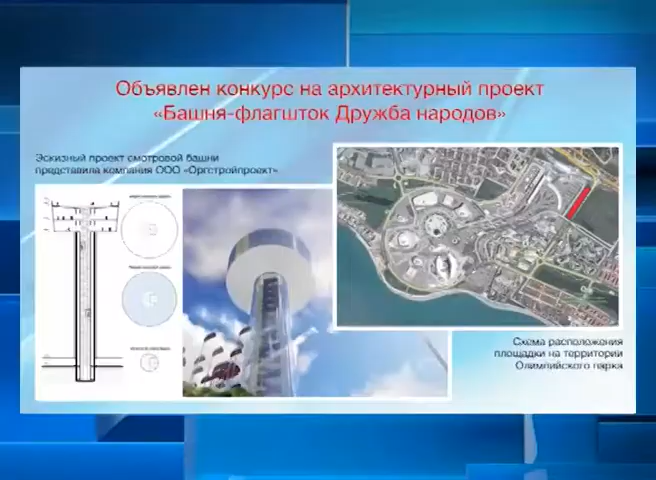 Объявлен конкурс на архитектурный проект
«Башня-флагшток Дружба народов»
Эскизный проект смотровой башни
представила компания ООО «Оргстройпроект»
Схема расположения
площадки на территории
Олимпийского парка